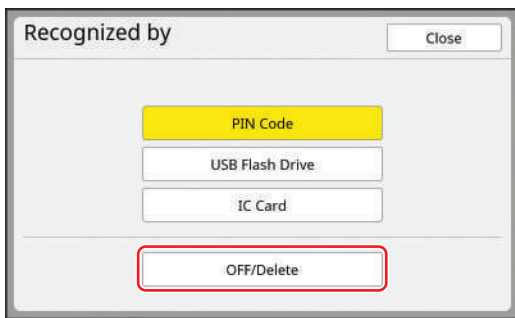 Recognized by
Close
PIN Code
USB Flash Drive
IC Card
OFF/Delete